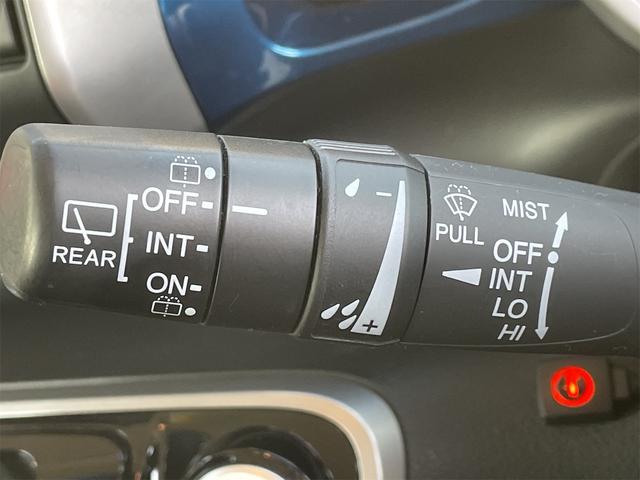 REAR
OFF
INT
ON
-
+
PULL
MIST
OFF
INT
LO
HI